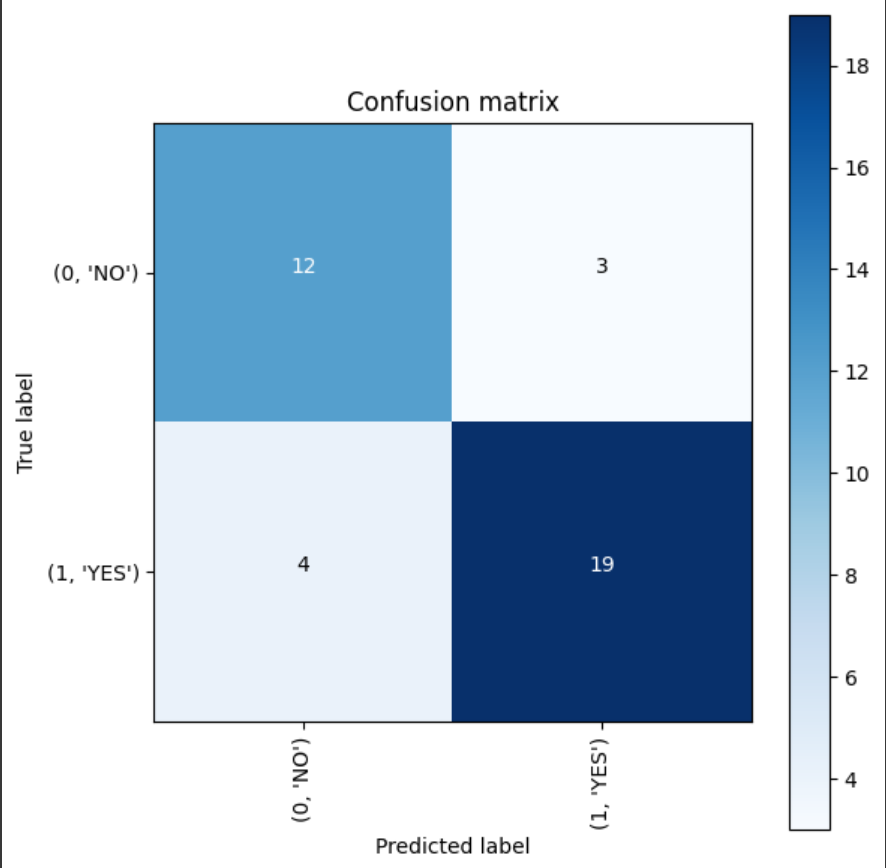 Confusion matrix
(0, 'NO')
12
3
(1, 'YES')
4
19
True label
(0, 'NO')
(1, 'YES')
Predicted label
18
16
14
12
10
8
6
4